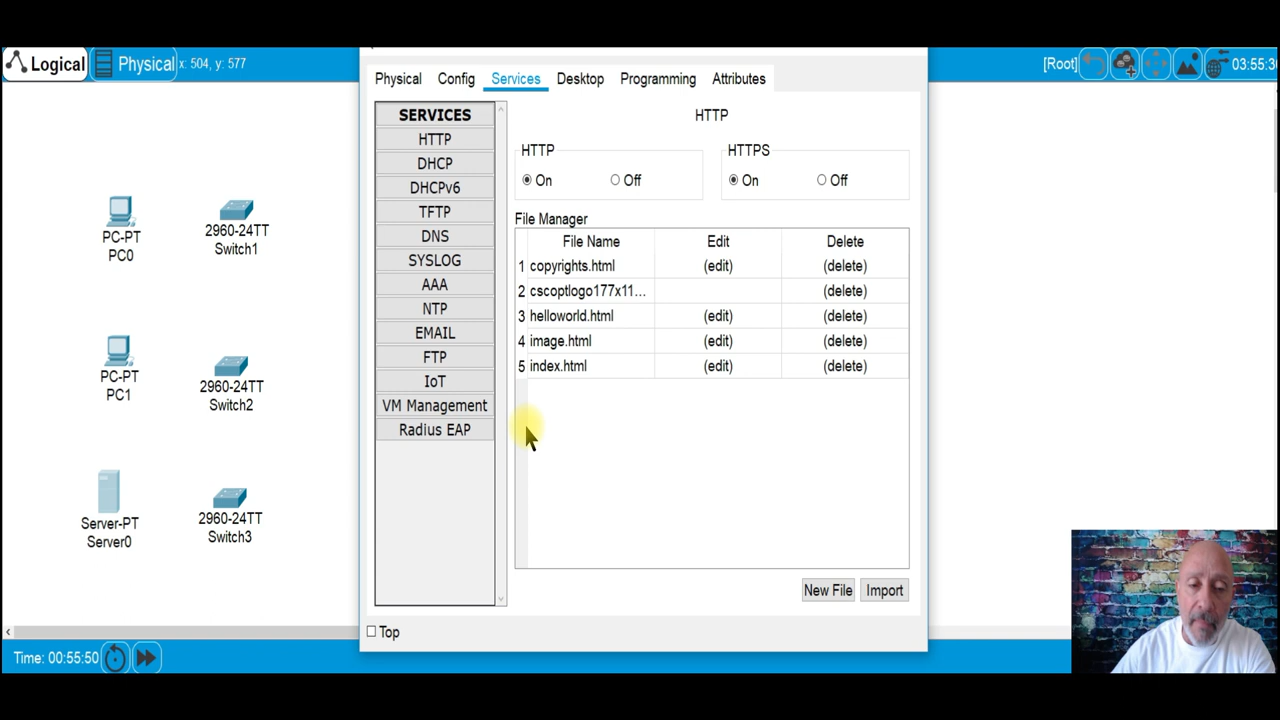 Logical
Physical
x: 504, y: 577
[Root]
03:55:3
Physical
Config
Services
Desktop
Programming
Attributes
SERVICES
HTTP
DHCP
DHCPv6
TFTP
DNS
SYSLOG
AAA
NTP
EMAIL
FTP
IoT
VM Management
Radius EAP
HTTP
HTTP
On
Off
HTTPS
On
Off
File Manager
File Name Edit Delete
1 copyrights.html (edit) (delete)
2 cscoptlogo177x11... (delete)
3 helloworld.html (edit) (delete)
4 image.html (edit) (delete)
5 index.html (edit) (delete)
New File
Import
Top
PC-PT
PC0
2960-24TT
Switch1
PC-PT
PC1
2960-24TT
Switch2
Server-PT
Server0
2960-24TT
Switch3
Time: 00:55:50